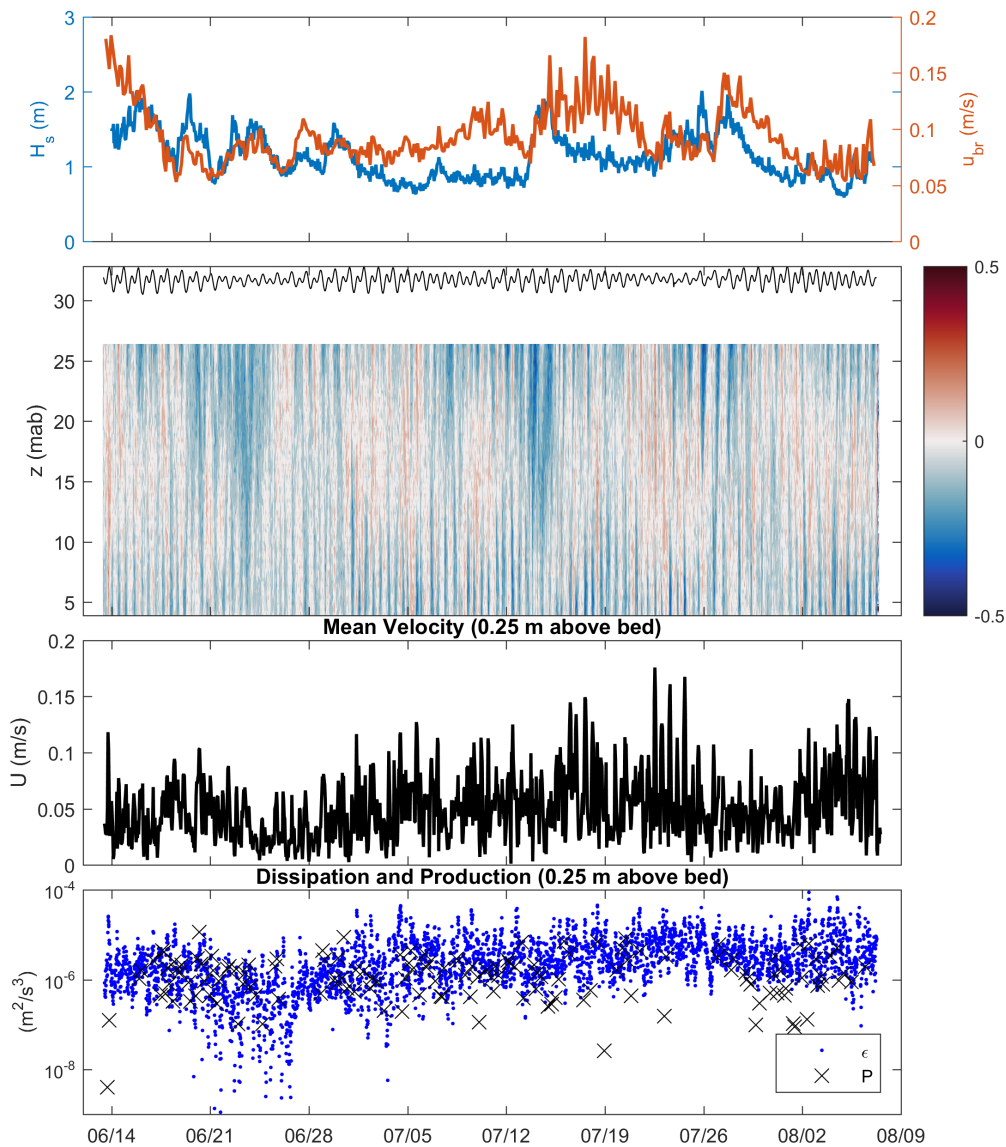 3
2
1
0
H_s (m)
0.2
0.15
0.1
0.05
0
u_br (m/s)
30
25
20
15
10
5
z (mab)
0.5
0
-0.5
Mean Velocity (0.25 m above bed)
0.2
0.15
0.1
0.05
0
U (m/s)
Dissipation and Production (0.25 m above bed)
10^-4
10^-6
10^-8
(m^2/s^3)
ϵ
P
06/14 06/21 06/28 07/05 07/12 07/19 07/26 08/02 08/09